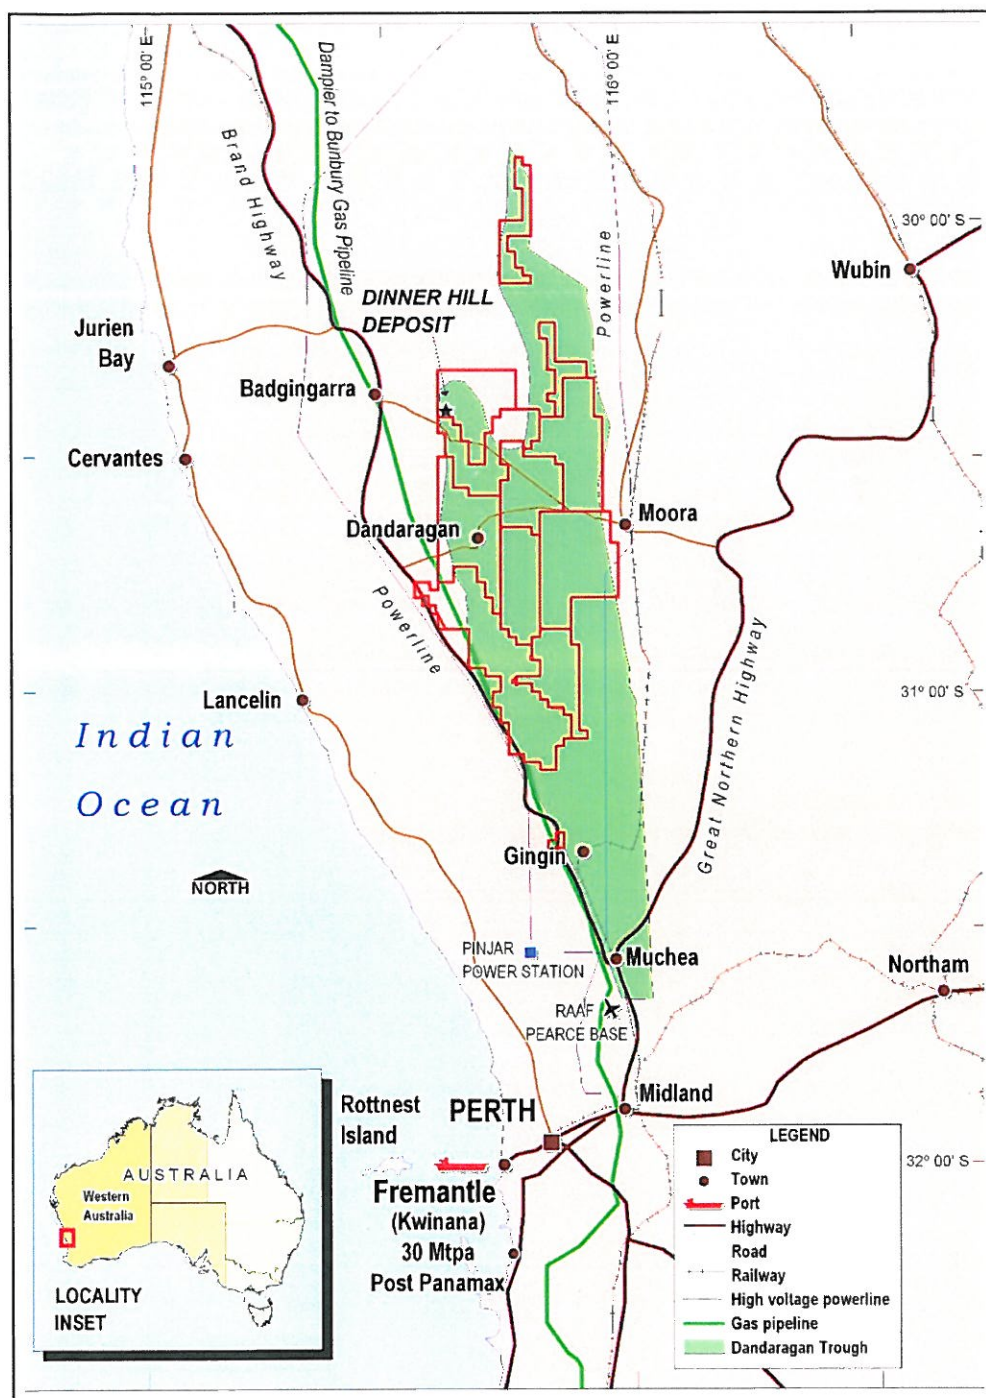 115° 00' E
116° 00' E
Brand Highway
Dampier to Bunbury Gas Pipeline
Powerline
30° 00' S
Wubin
DINNER HILL
DEPOSIT
Jurien
Bay
Badgingarra
Cervantes
Moora
Dandaragan
Powerline
Great Northern Highway
31° 00' S
Lancelin
Indian
Ocean
NORTH
Gingin
PINJAR
POWER STATION
Muchea
Northam
RAAF
PEARCE BASE
Midland
Rottnest
Island
PERTH
Fremantle
(Kwinana)
30 Mtpa
Post Panamax
32° 00' S
AUSTRALIA
Western
Australia
LOCALITY
INSET
LEGEND
City
Town
Port
Highway
Road
Railway
High voltage powerline
Gas pipeline
Dandaragan Trough